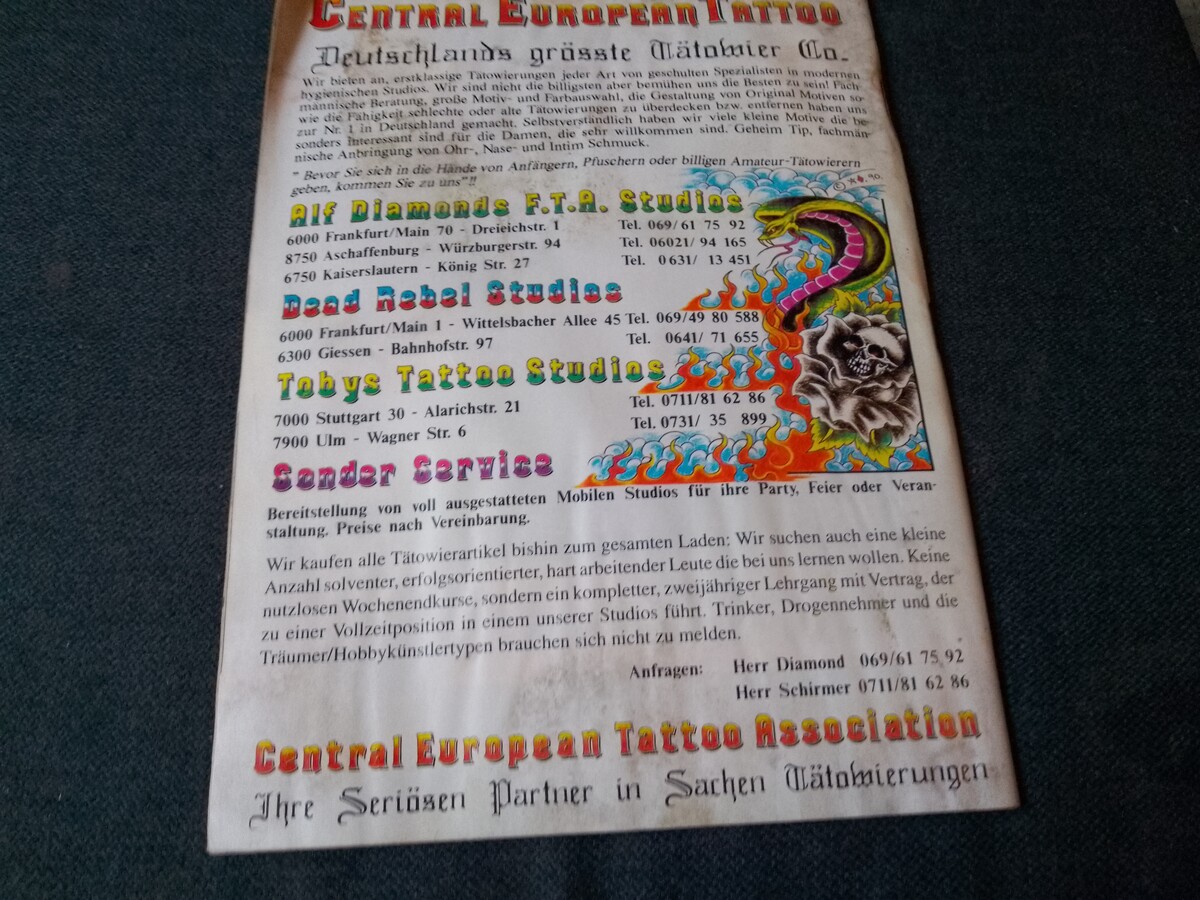 CENTRAL EUROPEAN TATTOO
Deutschlands grösste Tätowier Co.
Wir bieten an, erstklassige Tätowierungen jeder Art von geschulten Spezialisten in modernen
hygienischen Studios. Wir sind nicht die billigsten aber bemühen uns die Besten zu sein! Fach-
männische Beratung, große Motiv- und Farbauswahl, die Gestaltung von Original Motiven so-
wie die Fähigkeit schlechte oder alte Tätowierungen zu überdecken bzw. entfernen haben uns
zur Nr. 1 in Deutschland gemacht. Selbstverständlich haben wir viele kleine Motive die be-
sonders Interessant sind für die Damen, die sehr willkommen sind. Geheim Tip, fachmän-
nische Anbringung von Ohr-, Nase- und Intim Schmuck.
" Bevor Sie sich in die Hände von Anfängern, Pfuschern oder billigen Amateur-Tätowierern
geben, kommen Sie zu uns"!!
Alf Diamonds F.T.A. Studios
6000 Frankfurt/Main 70 - Dreieichstr. 1 Tel. 069/61 75 92
8750 Aschaffenburg - Würzburgerstr. 94 Tel. 06021/ 94 165
6750 Kaiserslautern - König Str. 27 Tel. 0631/ 13 451
Dead Rebel Studios
6000 Frankfurt/Main 1 - Wittelsbacher Allee 45 Tel. 069/49 80 588
6300 Giessen - Bahnhofstr. 97 Tel. 0641/ 71 655
Tobys Tattoo Studios
7000 Stuttgart 30 - Alarichstr. 21 Tel. 0711/81 62 86
7900 Ulm - Wagner Str. 6 Tel. 0731/ 35 899
Sonder Service
Bereitstellung von voll ausgestatteten Mobilen Studios für ihre Party, Feier oder Veran-
staltung. Preise nach Vereinbarung.
Wir kaufen alle Tätowierartikel bishin zum gesamten Laden: Wir suchen auch eine kleine
Anzahl solventer, erfolgsorientierter, hart arbeitender Leute die bei uns lernen wollen. Keine
nutzlosen Wochenendkurse, sondern ein kompletter, zweijähriger Lehrgang mit Vertrag, der
zu einer Vollzeitposition in einem unserer Studios führt. Trinker, Drogennehmer und die
Träumer/Hobbykünstlertypen brauchen sich nicht zu melden.
Anfragen: Herr Diamond 069/61 75 92
Herr Schirmer 0711/81 62 86
Central European Tattoo Association
Ihre Seriösen Partner in Sachen Tätowierungen